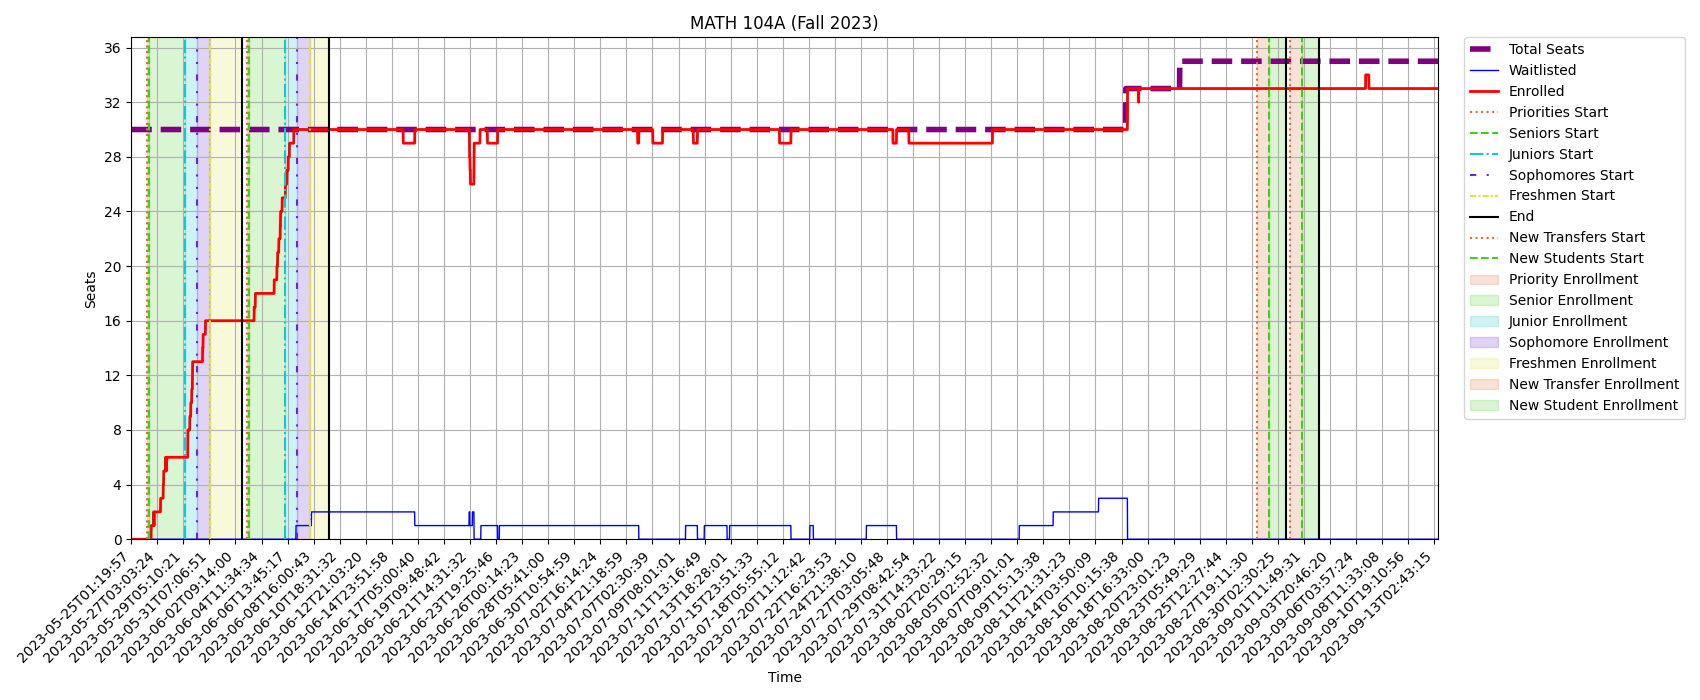 MATH 104A (Fall 2023)
36
32
28
24
20
16
12
8
4
0
Seats
2023-05-25T01:19:57
2023-05-27T03:03:24
2023-05-29T05:10:21
2023-05-31T07:06:51
2023-06-02T09:14:00
2023-06-04T11:34:34
2023-06-06T13:45:17
2023-06-08T16:00:43
2023-06-10T18:31:32
2023-06-12T21:03:20
2023-06-14T23:51:58
2023-06-17T05:00:40
2023-06-19T09:48:42
2023-06-21T14:31:32
2023-06-23T19:25:46
2023-06-26T00:14:23
2023-06-28T05:41:00
2023-06-30T10:54:59
2023-07-02T16:14:24
2023-07-04T21:18:59
2023-07-07T02:30:39
2023-07-09T08:01:01
2023-07-11T13:16:49
2023-07-13T18:28:01
2023-07-15T23:51:33
2023-07-18T05:55:12
2023-07-20T11:12:42
2023-07-22T16:23:53
2023-07-24T21:38:10
2023-07-27T03:05:48
2023-07-29T08:42:54
2023-07-31T14:33:22
2023-08-02T20:29:15
2023-08-05T02:52:32
2023-08-07T09:01:01
2023-08-09T15:13:38
2023-08-11T21:31:23
2023-08-14T03:50:09
2023-08-16T10:15:38
2023-08-18T16:33:00
2023-08-20T23:01:23
2023-08-23T05:49:29
2023-08-25T12:27:44
2023-08-27T19:11:30
2023-08-30T02:30:25
2023-09-01T11:49:31
2023-09-03T20:46:20
2023-09-06T03:57:24
2023-09-08T11:33:08
2023-09-10T19:10:56
2023-09-13T02:43:15
Time
Total Seats
Waitlisted
Enrolled
Priorities Start
Seniors Start
Juniors Start
Sophomores Start
Freshmen Start
End
New Transfers Start
New Students Start
Priority Enrollment
Senior Enrollment
Junior Enrollment
Sophomore Enrollment
Freshmen Enrollment
New Transfer Enrollment
New Student Enrollment